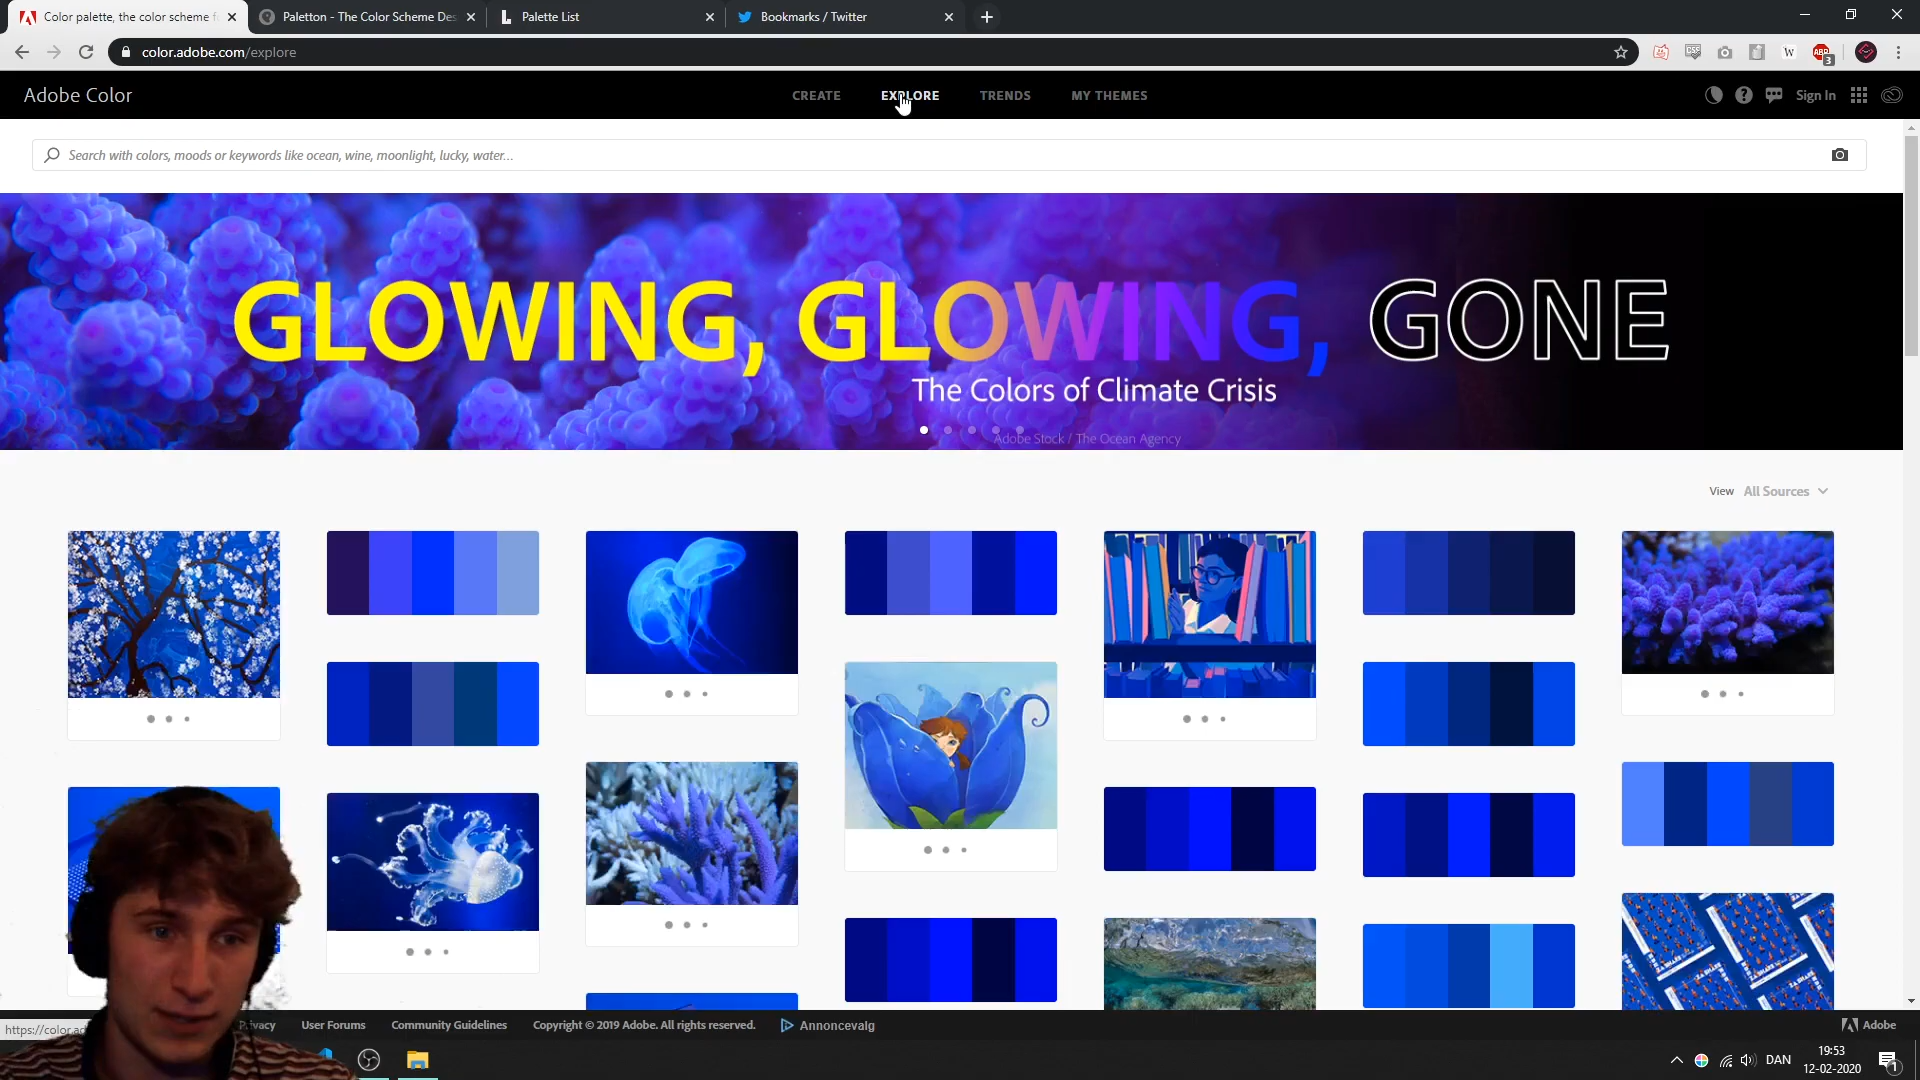 Color palette, the color scheme f
Paletton - The Color Scheme Des
Palette List
Bookmarks / Twitter
color.adobe.com/explore
W
ABP
3
Adobe Color
CREATE
EXPLORE
TRENDS
MY THEMES
Sign In
Search with colors, moods or keywords like ocean, wine, moonlight, lucky, water...
GLOWING, GLOWING, GONE
The Colors of Climate Crisis
Adobe Stock / The Ocean Agency
View All Sources
https://color.ad
User Forums
Community Guidelines
Copyright © 2019 Adobe. All rights reserved.
Annoncevalg
Adobe
DAN
19:53
12-02-2020
1